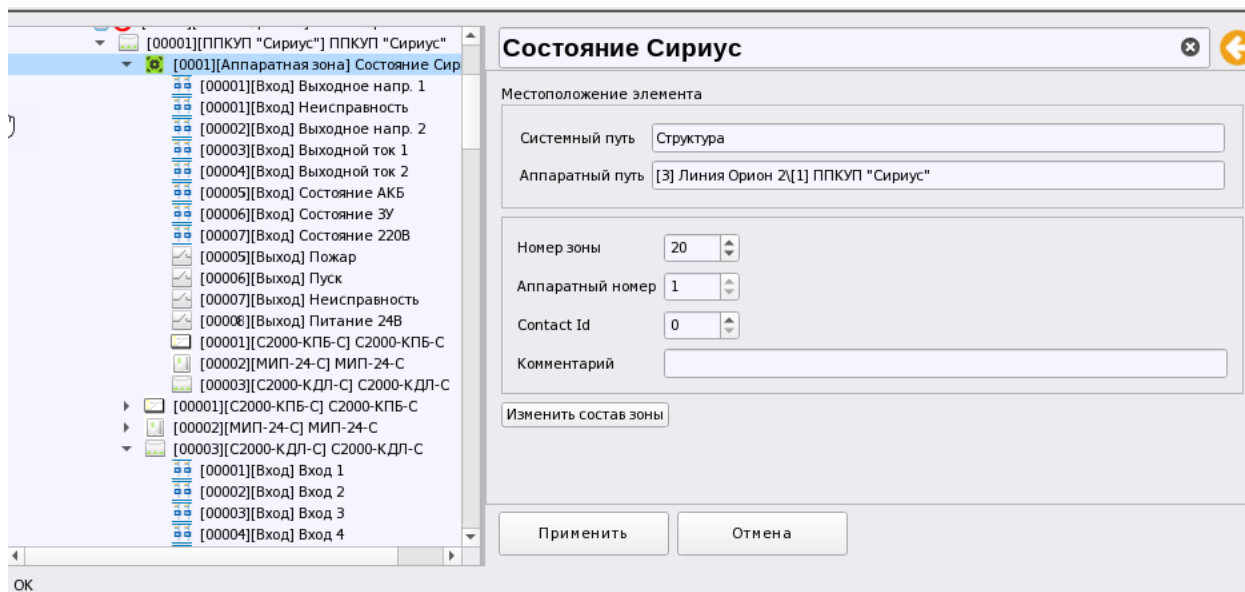 [00001][ППКУП "Сириус"] ППКУП "Сириус"
[0001][Аппаратная зона] Состояние Сир
[00001][Вход] Выходное напр. 1
[00001][Вход] Неисправность
[00002][Вход] Выходное напр. 2
[00003][Вход] Выходной ток 1
[00004][Вход] Выходной ток 2
[00005][Вход] Состояние АКБ
[00006][Вход] Состояние ЗУ
[00007][Вход] Состояние 220В
[00005][Выход] Пожар
[00006][Выход] Пуск
[00007][Выход] Неисправность
[00008][Выход] Питание 24В
[00001][С2000-КПБ-С] С2000-КПБ-С
[00002][МИП-24-С] МИП-24-С
[00003][С2000-КДЛ-С] С2000-КДЛ-С
[00001][С2000-КПБ-С] С2000-КПБ-С
[00002][МИП-24-С] МИП-24-С
[00003][С2000-КДЛ-С] С2000-КДЛ-С
[00001][Вход] Вход 1
[00002][Вход] Вход 2
[00003][Вход] Вход 3
[00004][Вход] Вход 4
ОК
Состояние Сириус
Местоположение элемента
Системный путь Структура
Аппаратный путь [3] Линия Орион 2\[1] ППКУП "Сириус"
Номер зоны 20
Аппаратный номер 1
Contact Id 0
Комментарий
Изменить состав зоны
Применить Отмена